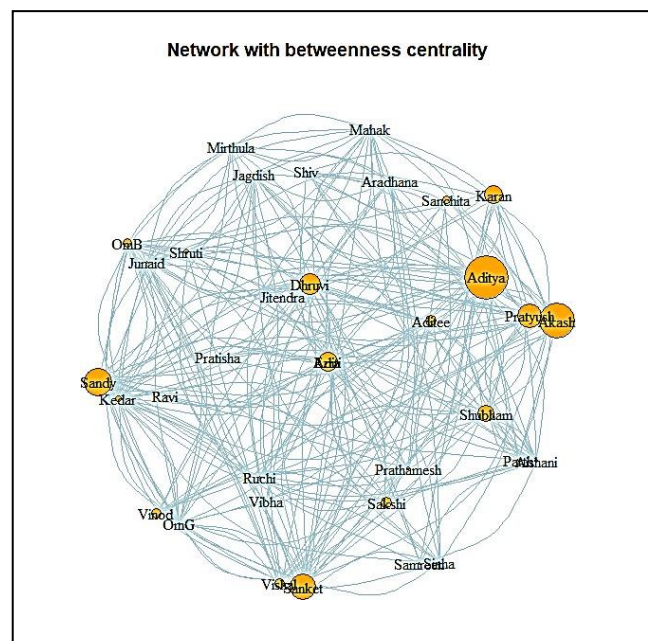 Network with betweenness centrality
Mahak
Mirthula
Jagdish
Shiv
Aradhana
Sanchita
Karan
OmB
Shruti
Junaid
Dhruvi
Jitendra
Aditya
Aditee
Pratyush
Akash
Pratisha
Sandy
Kedar
Ravi
Shubham
Prathamesh
Ruchi
Vibha
Sakshi
Vinod
OmG
Sanket